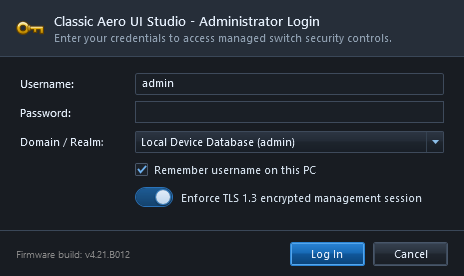 Classic Aero UI Studio - Administrator Login
Enter your credentials to access managed switch security controls.
Username: admin
Password:
Domain / Realm: Local Device Database (admin)
Remember username on this PC
Enforce TLS 1.3 encrypted management session
Firmware build: v4.21.B012 Log In Cancel